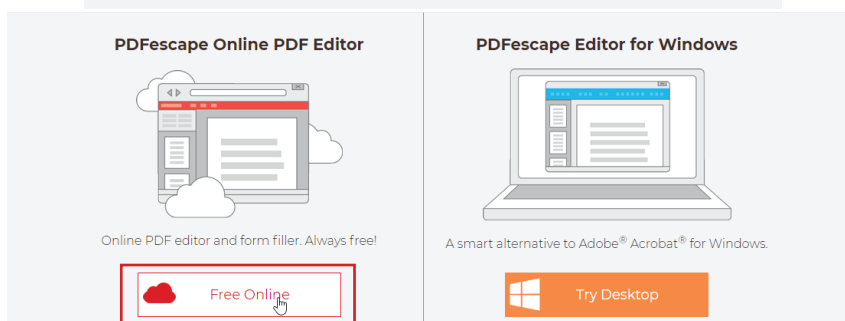 PDFescape Online PDF Editor
Online PDF editor and form filler. Always free!
Free Online
PDFescape Editor for Windows
A smart alternative to Adobe® Acrobat® for Windows.
Try Desktop